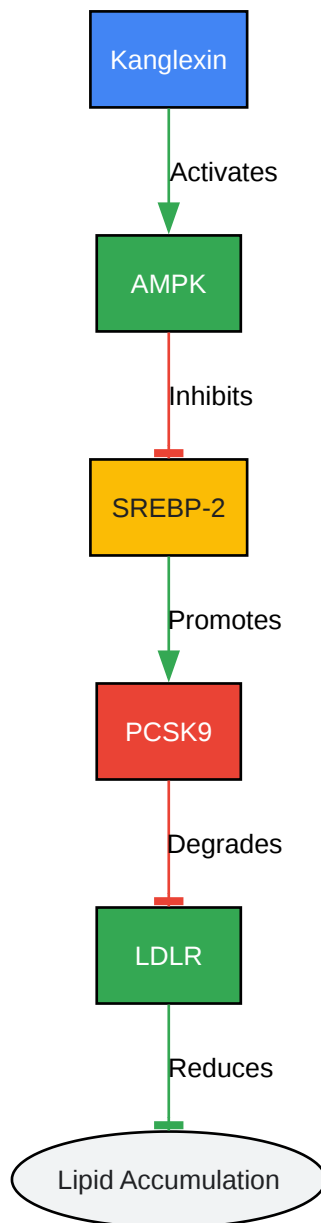 Kanglexin
Activates
AMPK
Inhibits
SREBP-2
Promotes
PCSK9
Degrades
LDLR
Reduces
Lipid Accumulation